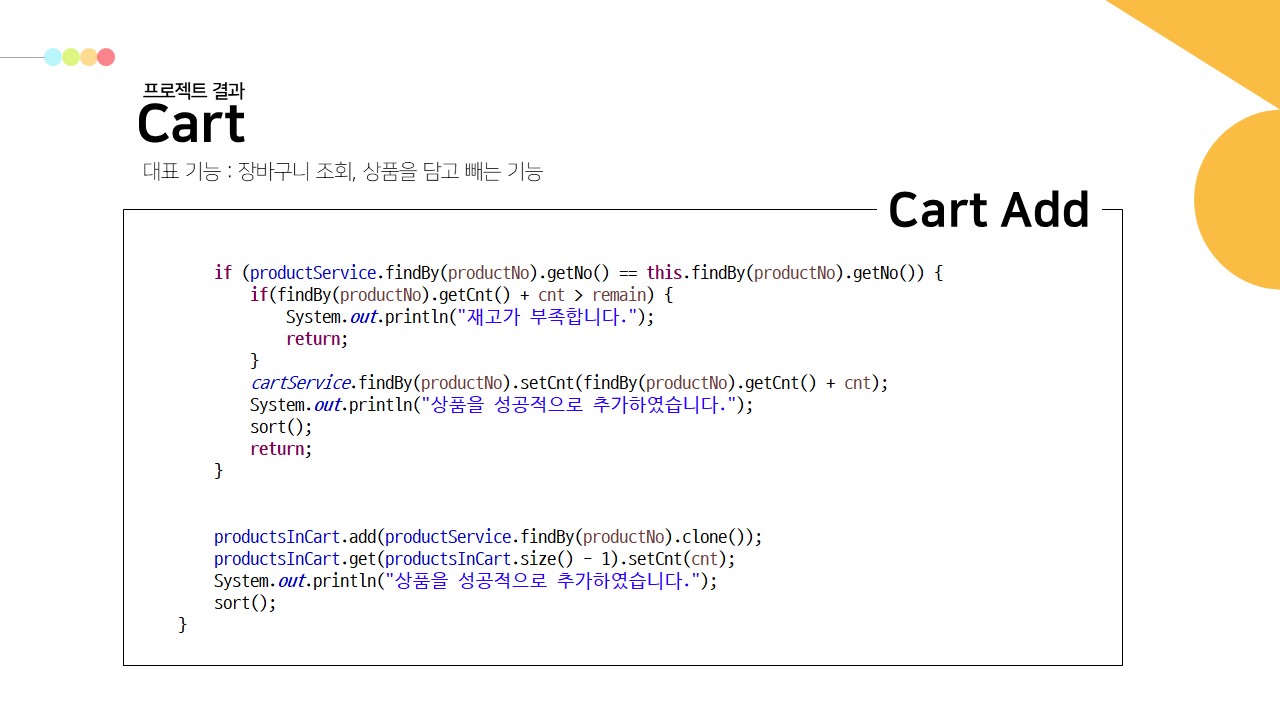 프로젝트 결과
Cart
대표 기능 : 장바구니 조회, 상품을 담고 빼는 기능
Cart Add
if (productService.findBy(productNo).getNo() == this.findBy(productNo).getNo()) {
if(findBy(productNo).getCnt() + cnt > remain) {
System.out.println("재고가 부족합니다.");
return;
}
cartService.findBy(productNo).setCnt(findBy(productNo).getCnt() + cnt);
System.out.println("상품을 성공적으로 추가하였습니다.");
sort();
return;
}
productsInCart.add(productService.findBy(productNo).clone());
productsInCart.get(productsInCart.size() - 1).setCnt(cnt);
System.out.println("상품을 성공적으로 추가하였습니다.");
sort();
}